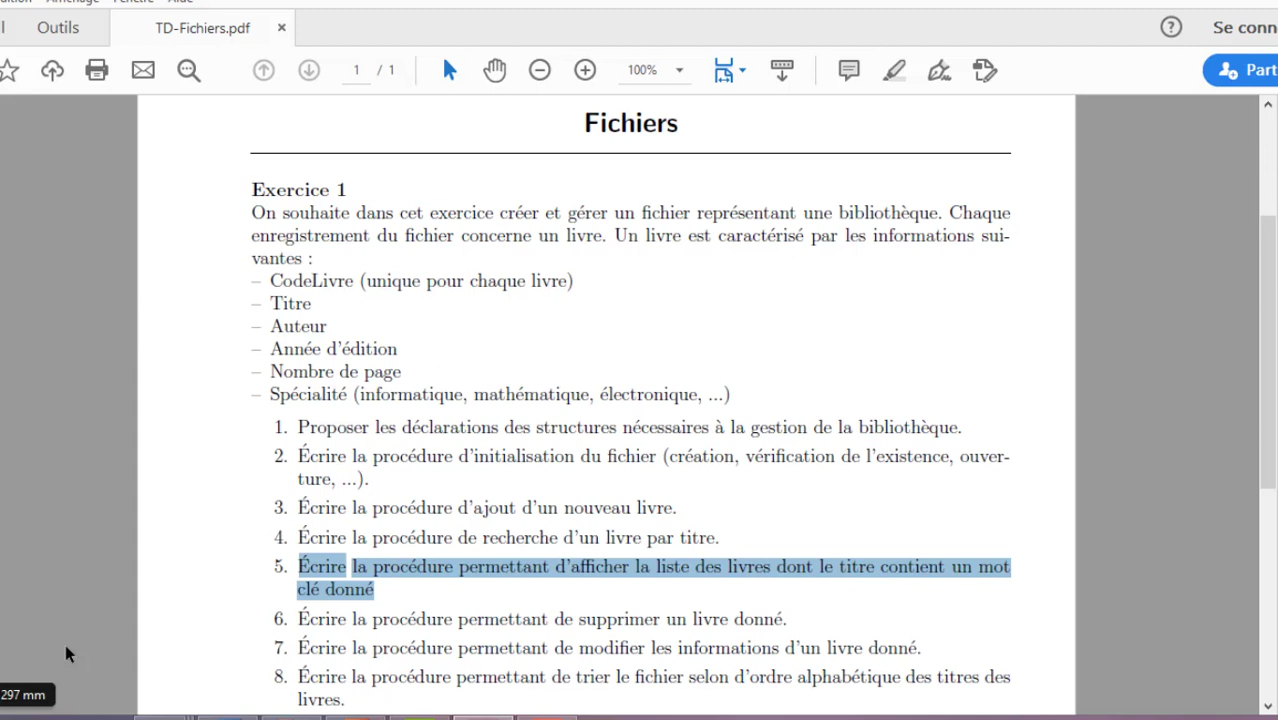 Outils
TD-Fichiers.pdf ×
Se conn
1 / 1
100%
Part
Fichiers
Exercice 1
On souhaite dans cet exercice créer et gérer un fichier représentant une bibliothèque. Chaque
enregistrement du fichier concerne un livre. Un livre est caractérisé par les informations sui-
vantes :
– CodeLivre (unique pour chaque livre)
– Titre
– Auteur
– Année d'édition
– Nombre de page
– Spécialité (informatique, mathématique, électronique, ...)
1. Proposer les déclarations des structures nécessaires à la gestion de la bibliothèque.
2. Écrire la procédure d'initialisation du fichier (création, vérification de l'existence, ouver-
ture, ...).
3. Écrire la procédure d'ajout d'un nouveau livre.
4. Écrire la procédure de recherche d'un livre par titre.
5. Écrire la procédure permettant d'afficher la liste des livres dont le titre contient un mot
clé donné
6. Écrire la procédure permettant de supprimer un livre donné.
7. Écrire la procédure permettant de modifier les informations d'un livre donné.
8. Écrire la procédure permettant de trier le fichier selon d'ordre alphabétique des titres des
livres.
297 mm